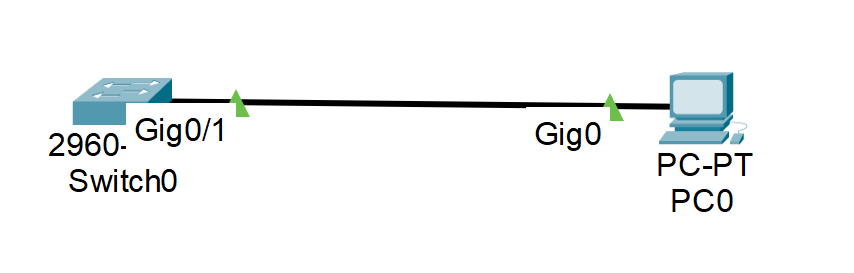 Gig0/1
2960-
Switch0
Gig0
PC-PT
PC0